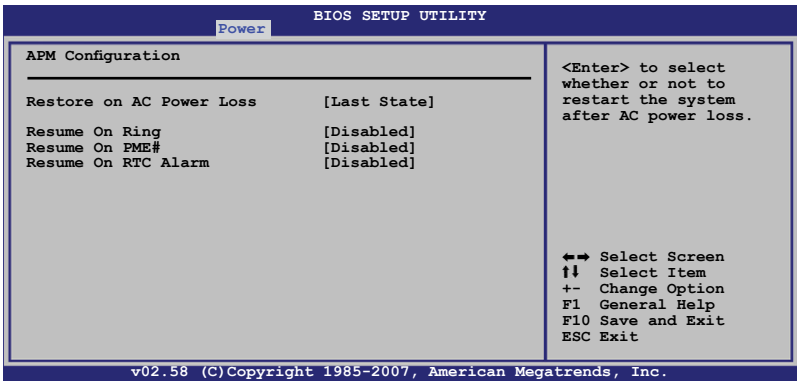 BIOS SETUP UTILITY
Power
APM Configuration
Restore on AC Power Loss [Last State]
Resume On Ring [Disabled]
Resume On PME# [Disabled]
Resume On RTC Alarm [Disabled]
<Enter> to select
whether or not to
restart the system
after AC power loss.
←→ Select Screen
↑↓ Select Item
+- Change Option
F1 General Help
F10 Save and Exit
ESC Exit
v02.58 (C)Copyright 1985-2007, American Megatrends, Inc.